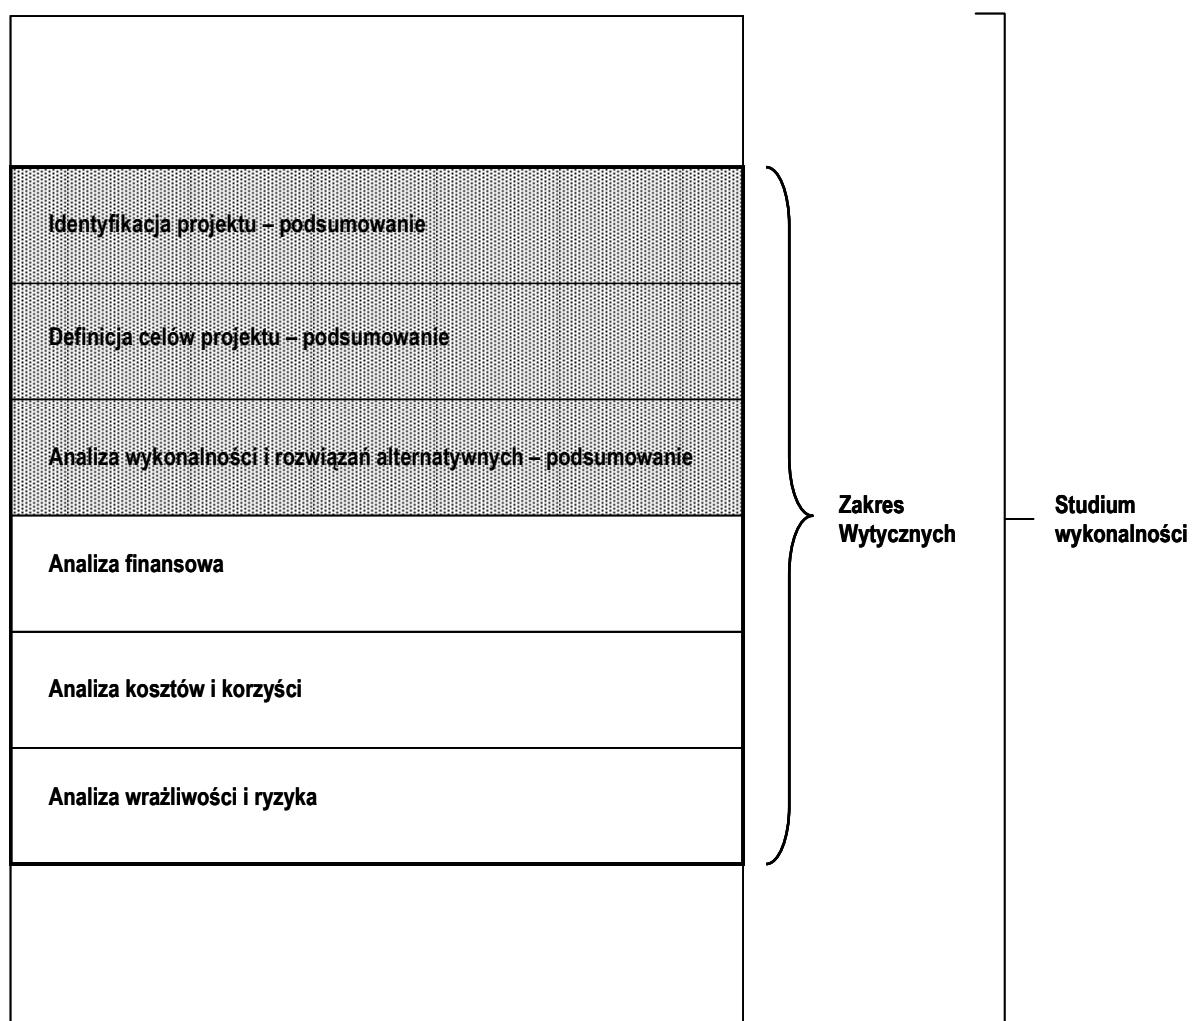 Identyfikacja projektu – podsumowanie
Definicja celów projektu – podsumowanie
Analiza wykonalności i rozwiązań alternatywnych – podsumowanie
Analiza finansowa
Analiza kosztów i korzyści
Analiza wrażliwości i ryzyka
Zakres
Wytycznych
Studium
wykonalności